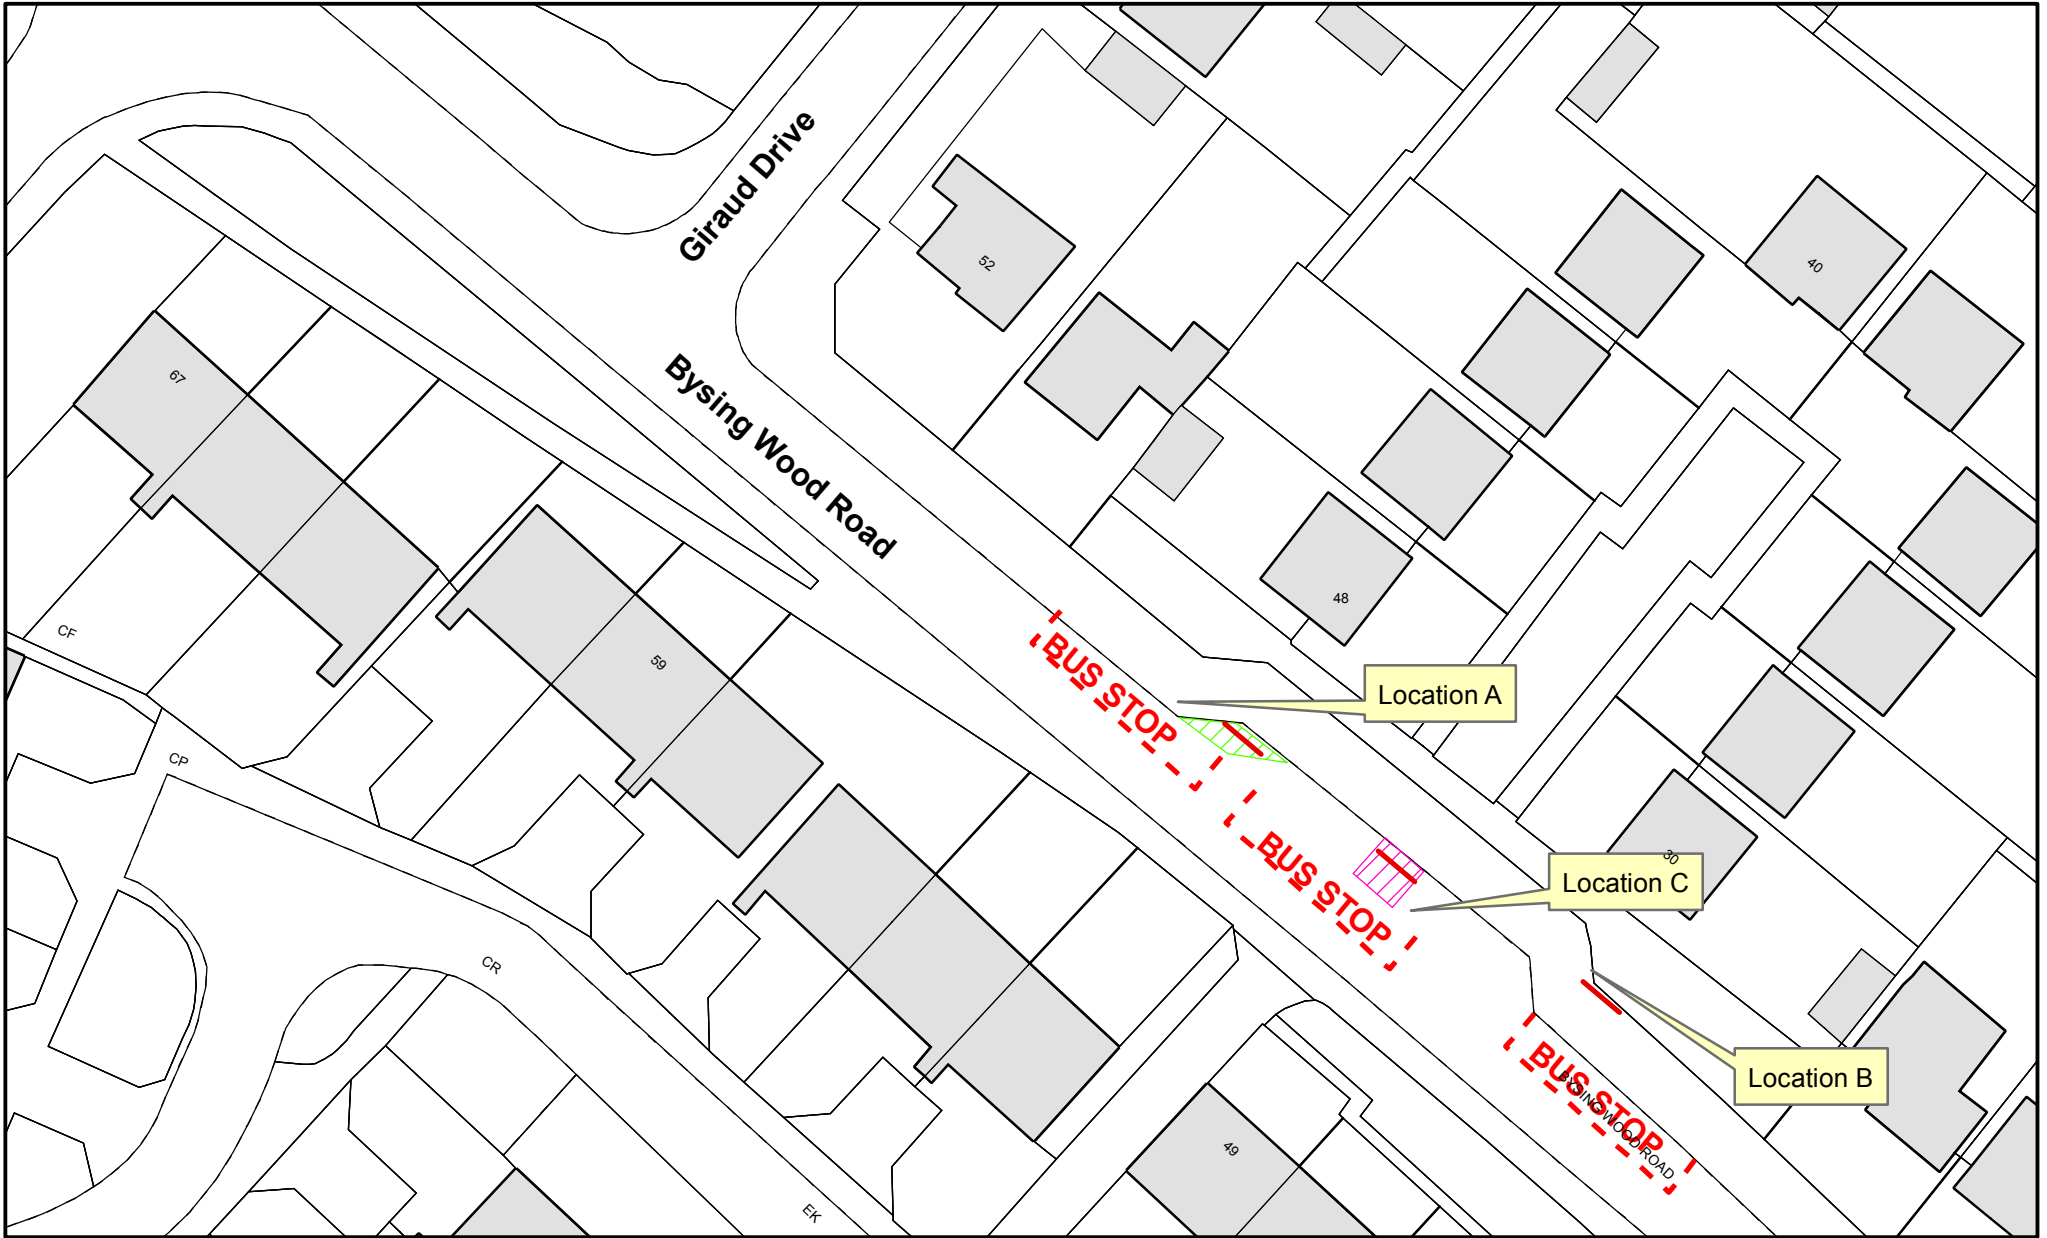 Giraud Drive
52
40
67
Bysing Wood Road
48
CF
59
BUS STOP
Location A
CP
BUS STOP
30
Location C
CR
BUS STOP
BYSING WOOD ROAD
Location B
49
EK